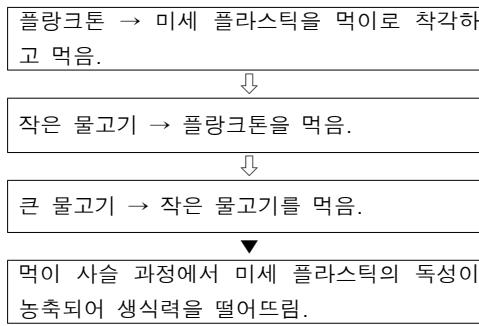 플랑크톤 → 미세 플라스틱을 먹이로 착각하
고 먹음.
⇩
작은 물고기 → 플랑크톤을 먹음.
⇩
큰 물고기 → 작은 물고기를 먹음.
▼
먹이 사슬 과정에서 미세 플라스틱의 독성이
농축되어 생식력을 떨어뜨림.